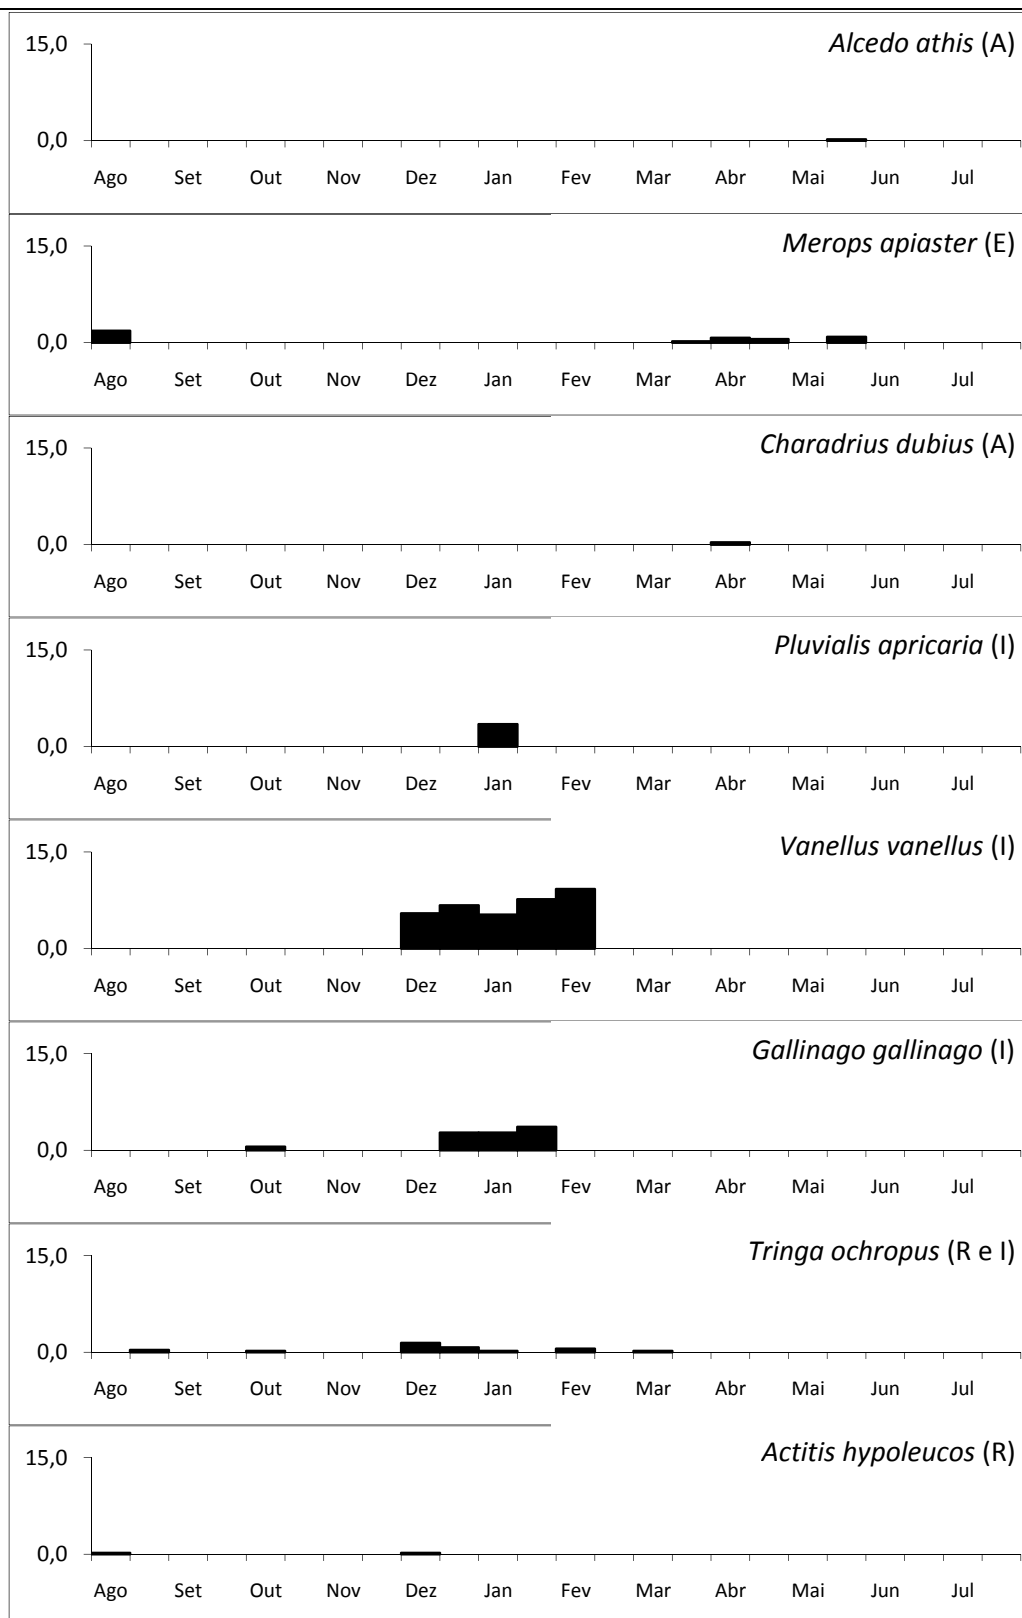 Alcedo athis (A)
15,0
0,0
Ago Set Out Nov Dez Jan Fev Mar Abr Mai Jun Jul
Merops apiaster (E)
15,0
0,0
Ago Set Out Nov Dez Jan Fev Mar Abr Mai Jun Jul
Charadrius dubius (A)
15,0
0,0
Ago Set Out Nov Dez Jan Fev Mar Abr Mai Jun Jul
Pluvialis apricaria (I)
15,0
0,0
Ago Set Out Nov Dez Jan Fev Mar Abr Mai Jun Jul
Vanellus vanellus (I)
15,0
0,0
Ago Set Out Nov Dez Jan Fev Mar Abr Mai Jun Jul
Gallinago gallinago (I)
15,0
0,0
Ago Set Out Nov Dez Jan Fev Mar Abr Mai Jun Jul
Tringa ochropus (R e I)
15,0
0,0
Ago Set Out Nov Dez Jan Fev Mar Abr Mai Jun Jul
Actitis hypoleucos (R)
15,0
0,0
Ago Set Out Nov Dez Jan Fev Mar Abr Mai Jun Jul